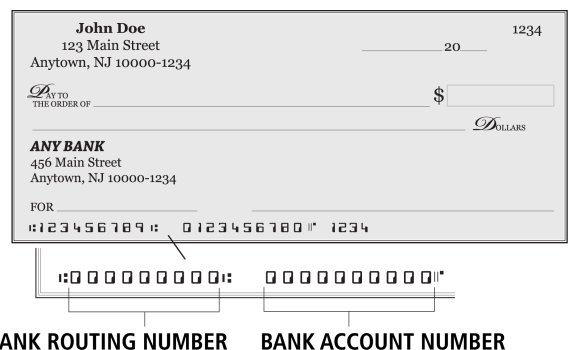 John Doe
1234
123 Main Street
20
Anytown, NJ 10000-1234
PAY TO
THE ORDER OF
$
DOLLARS
ANY BANK
456 Main Street
Anytown, NJ 10000-1234
FOR
⑆123456789⑆ 0123456780⑈ 1234
⑆000000000⑆ 0000000000⑈
ANK ROUTING NUMBER BANK ACCOUNT NUMBER